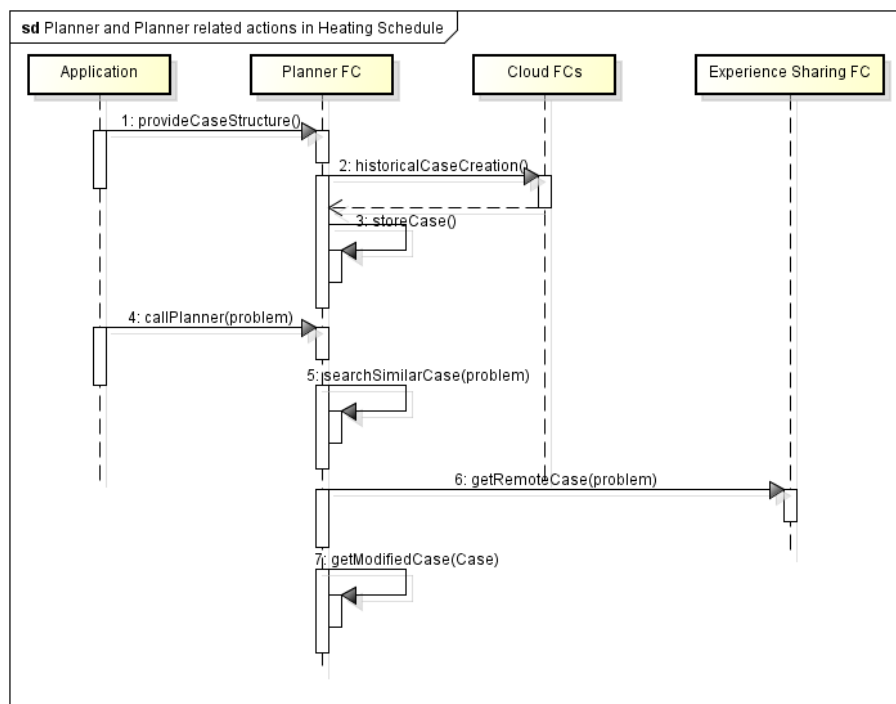 sd Planner and Planner related actions in Heating Schedule
Application
Planner FC
Cloud FCs
Experience Sharing FC
1: provideCaseStructure()
2: historicalCaseCreation()
3: storeCase()
4: callPlanner(problem)
5: searchSimilarCase(problem)
6: getRemoteCase(problem)
7: getModifiedCase(Case)